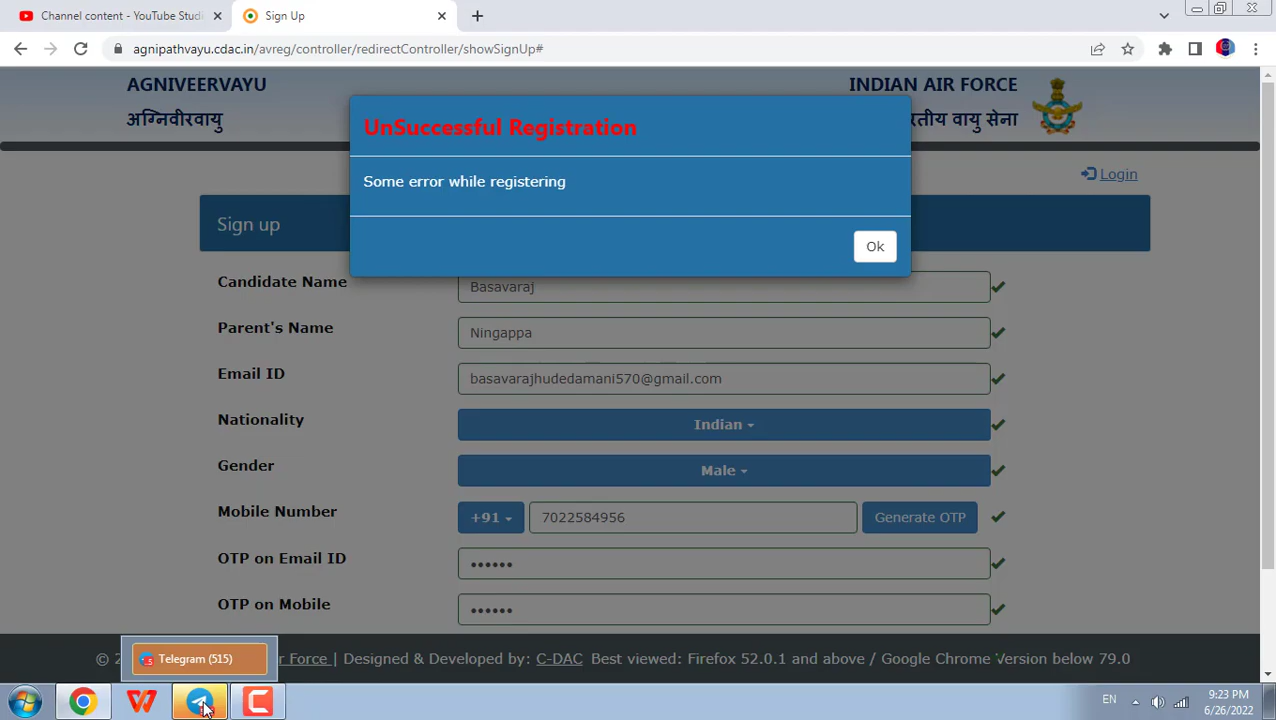 Channel content - YouTube Studi
Sign Up
agnipathvayu.cdac.in/avreg/controller/redirectController/showSignUp#
AGNIVEERVAYU
INDIAN AIR FORCE
अग्निवीरवायु
रतीय वायु सेना
UnSuccessful Registration
Some error while registering
Ok
Login
Sign up
Candidate Name
Basavaraj
Parent's Name
Ningappa
Email ID
basavarajhudedamani570@gmail.com
Nationality
Indian
Gender
Male
Mobile Number
+91
7022584956
Generate OTP
OTP on Email ID
••••••
OTP on Mobile
••••••
© 2
r Force | Designed & Developed by: C-DAC Best viewed: Firefox 52.0.1 and above / Google Chrome Version below 79.0
Telegram (515)
EN
9:23 PM
6/26/2022